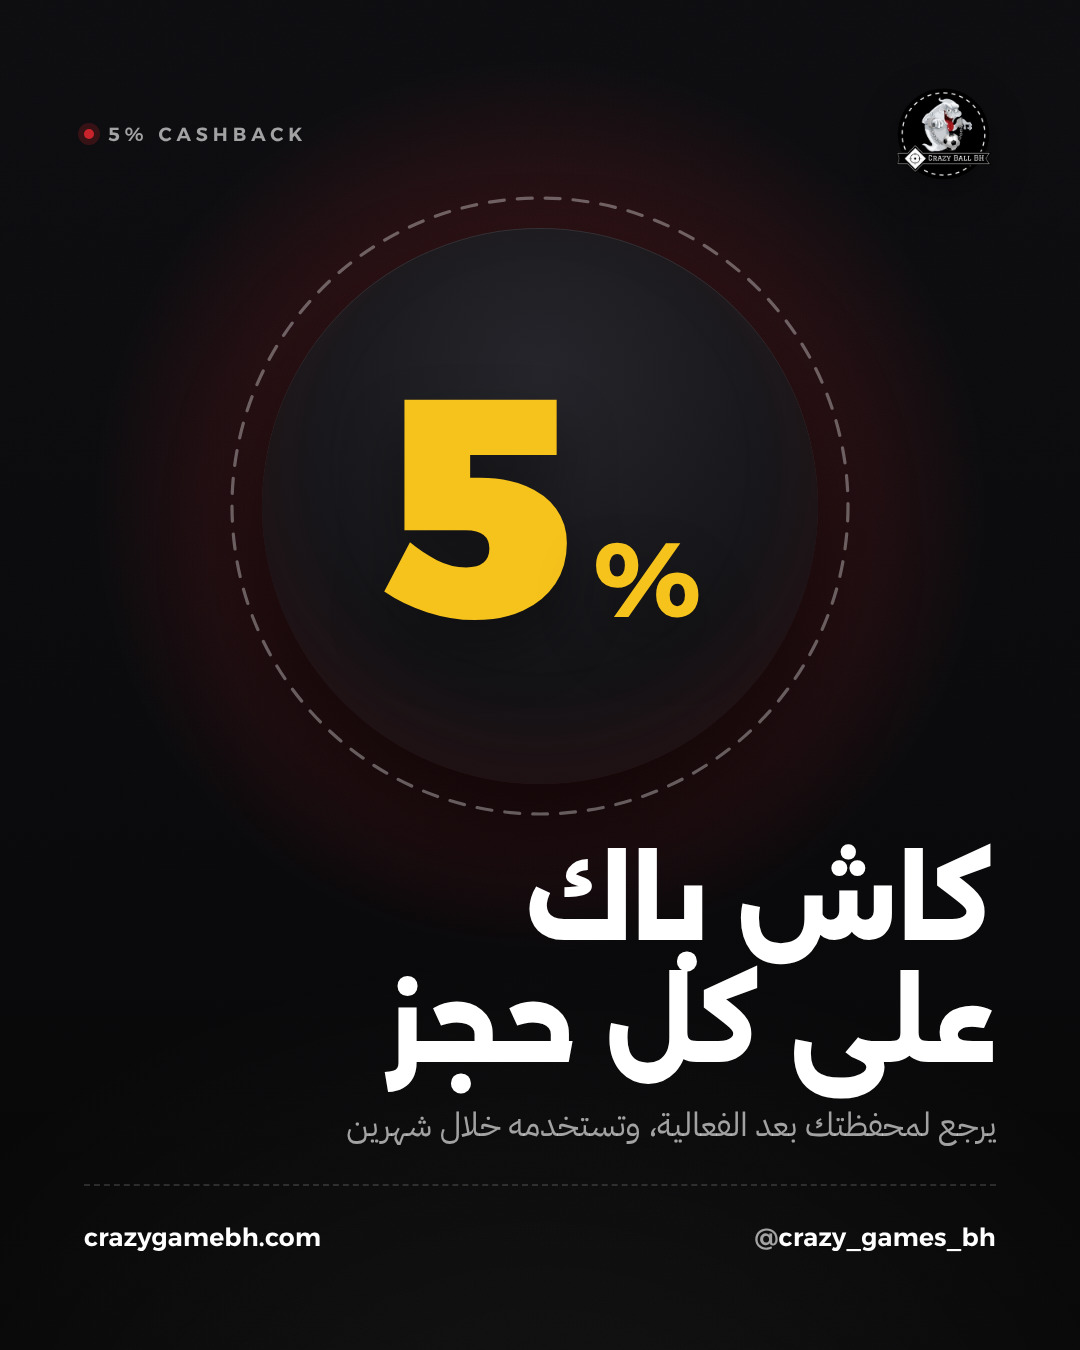 5% CASHBACK
CRAZY BALL BH
5%
كاش باك
على كل حجز
يرجع لمحفظتك بعد الفعالية، وتستخدمه خلال شهرين
crazygamebh.com
@crazy_games_bh